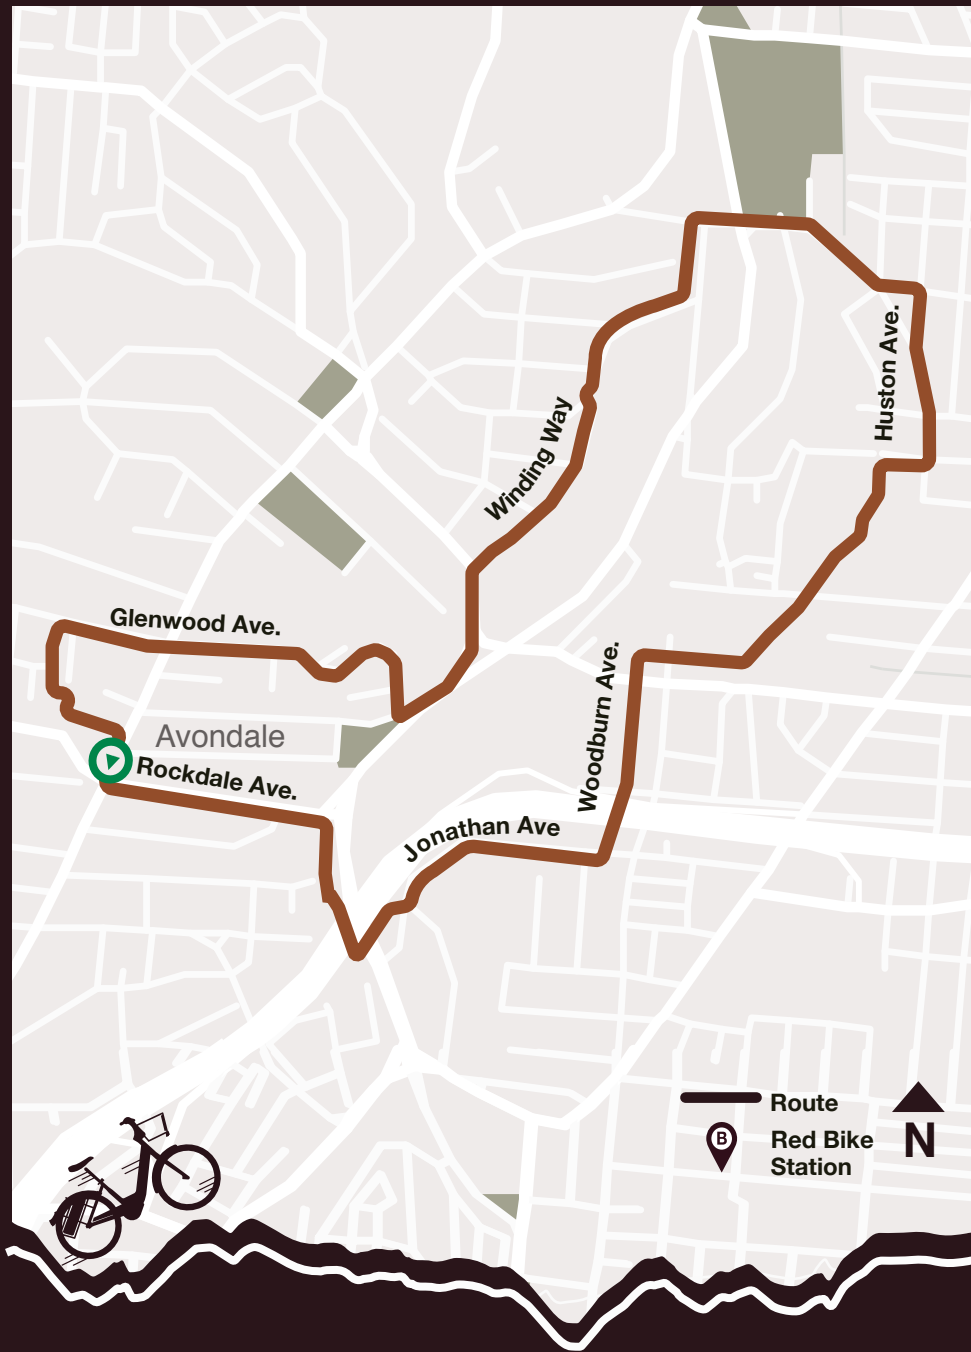 Huston Ave.
Winding Way
Glenwood Ave.
Woodburn Ave.
Avondale
Rockdale Ave.
Jonathan Ave
Route
B
Red Bike
Station
N